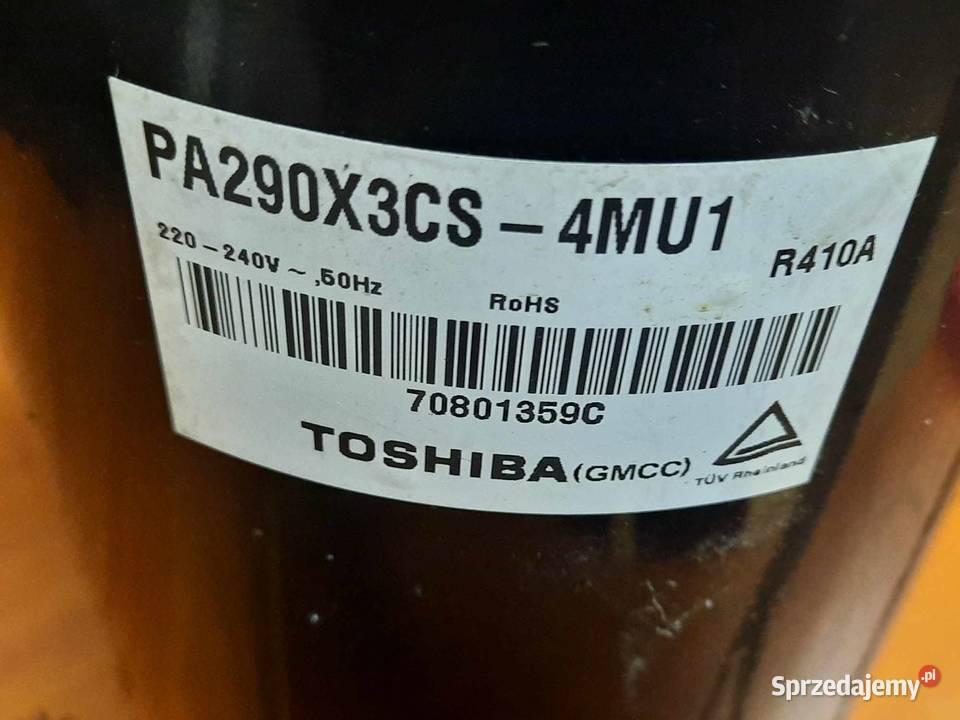 PA290X3CS-4MU1
220-240V~,50Hz
R410A
RoHS
70801359C
TOSHIBA(GMCC)
TÜV Rheinland
Sprzedajemy.pl